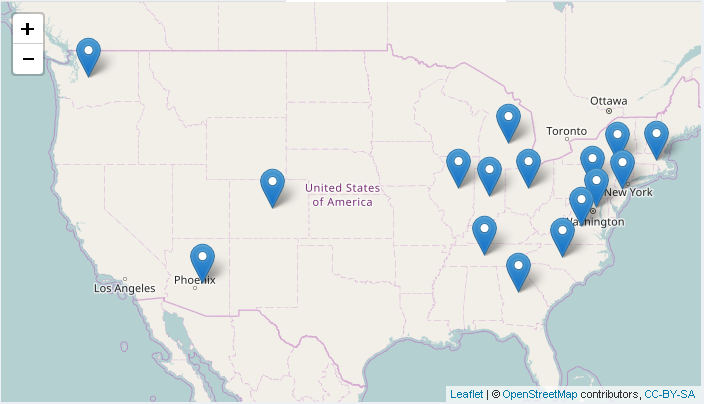 +
−
Ottawa
Toronto
United States
of America
New York
Washington
Phoenix
Los Angeles
Leaflet | © OpenStreetMap contributors, CC-BY-SA